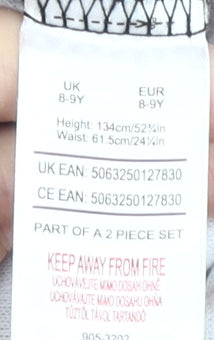 UK EUR
8-9Y 8-9Y
Height: 134cm/52¾in
Waist: 61.5cm/24¼in
UK EAN: 5063250127830
CE EAN: 5063250127830
PART OF A 2 PIECE SET
KEEP AWAY FROM FIRE
UCHOVÁVEJTE MIMO DOSAH OHNĚ
UCHOVÁVAJTE MIMO DOSAHU OHŇA
TŰZTŐL TÁVOL TARTANDÓ
905-3202